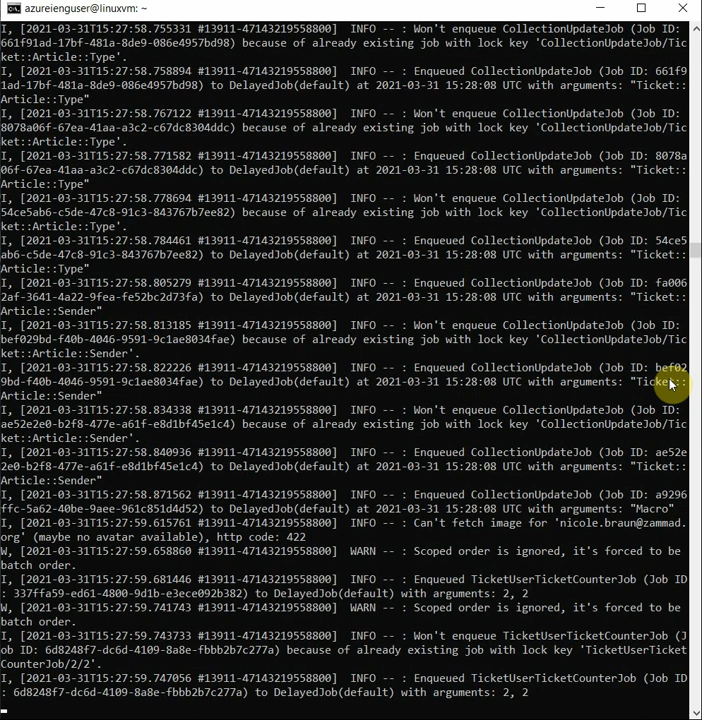 azureienguser@linuxvm: ~
I, [2021-03-31T15:27:58.755331 #13911-47143219558800]  INFO -- : Won't enqueue CollectionUpdateJob (Job ID:
661f91ad-17bf-481a-8de9-086e4957bd98) because of already existing job with lock key 'CollectionUpdateJob/Tic
ket::Article::Type'.
I, [2021-03-31T15:27:58.758894 #13911-47143219558800]  INFO -- : Enqueued CollectionUpdateJob (Job ID: 661f9
1ad-17bf-481a-8de9-086e4957bd98) to DelayedJob(default) at 2021-03-31 15:28:08 UTC with arguments: "Ticket::
Article::Type"
I, [2021-03-31T15:27:58.767122 #13911-47143219558800]  INFO -- : Won't enqueue CollectionUpdateJob (Job ID:
8078a06f-67ea-41aa-a3c2-c67dc8304ddc) because of already existing job with lock key 'CollectionUpdateJob/Tic
ket::Article::Type'.
I, [2021-03-31T15:27:58.771582 #13911-47143219558800]  INFO -- : Enqueued CollectionUpdateJob (Job ID: 8078a
06f-67ea-41aa-a3c2-c67dc8304ddc) to DelayedJob(default) at 2021-03-31 15:28:08 UTC with arguments: "Ticket::
Article::Type"
I, [2021-03-31T15:27:58.778694 #13911-47143219558800]  INFO -- : Won't enqueue CollectionUpdateJob (Job ID:
54ce5ab6-c5de-47c8-91c3-843767b7ee82) because of already existing job with lock key 'CollectionUpdateJob/Tic
ket::Article::Type'.
I, [2021-03-31T15:27:58.784461 #13911-47143219558800]  INFO -- : Enqueued CollectionUpdateJob (Job ID: 54ce5
ab6-c5de-47c8-91c3-843767b7ee82) to DelayedJob(default) at 2021-03-31 15:28:08 UTC with arguments: "Ticket::
Article::Type"
I, [2021-03-31T15:27:58.805279 #13911-47143219558800]  INFO -- : Enqueued CollectionUpdateJob (Job ID: fa006
2af-3641-4a22-9fea-fe52bc2d73fa) to DelayedJob(default) at 2021-03-31 15:28:08 UTC with arguments: "Ticket::
Article::Sender"
I, [2021-03-31T15:27:58.813185 #13911-47143219558800]  INFO -- : Won't enqueue CollectionUpdateJob (Job ID:
bef029bd-f40b-4046-9591-9c1ae8034fae) because of already existing job with lock key 'CollectionUpdateJob/Tic
ket::Article::Sender'.
I, [2021-03-31T15:27:58.822226 #13911-47143219558800]  INFO -- : Enqueued CollectionUpdateJob (Job ID: bef02
9bd-f40b-4046-9591-9c1ae8034fae) to DelayedJob(default) at 2021-03-31 15:28:08 UTC with arguments: "Ticket::
Article::Sender"
I, [2021-03-31T15:27:58.834338 #13911-47143219558800]  INFO -- : Won't enqueue CollectionUpdateJob (Job ID:
ae52e2e0-b2f8-477e-a61f-e8d1bf45e1c4) because of already existing job with lock key 'CollectionUpdateJob/Tic
ket::Article::Sender'.
I, [2021-03-31T15:27:58.840936 #13911-47143219558800]  INFO -- : Enqueued CollectionUpdateJob (Job ID: ae52e
2e0-b2f8-477e-a61f-e8d1bf45e1c4) to DelayedJob(default) at 2021-03-31 15:28:08 UTC with arguments: "Ticket::
Article::Sender"
I, [2021-03-31T15:27:58.871562 #13911-47143219558800]  INFO -- : Enqueued CollectionUpdateJob (Job ID: a9296
ffc-5a62-40be-9aee-961c851d4d52) to DelayedJob(default) at 2021-03-31 15:28:08 UTC with arguments: "Macro"
I, [2021-03-31T15:27:59.615761 #13911-47143219558800]  INFO -- : Can't fetch image for 'nicole.braun@zammad.
org' (maybe no avatar available), http code: 422
W, [2021-03-31T15:27:59.658860 #13911-47143219558800]  WARN -- : Scoped order is ignored, it's forced to be
batch order.
I, [2021-03-31T15:27:59.681446 #13911-47143219558800]  INFO -- : Enqueued TicketUserTicketCounterJob (Job ID
: 337ffa59-ed61-4800-9d1b-e3ece092b382) to DelayedJob(default) with arguments: 2, 2
W, [2021-03-31T15:27:59.741743 #13911-47143219558800]  WARN -- : Scoped order is ignored, it's forced to be
batch order.
I, [2021-03-31T15:27:59.743733 #13911-47143219558800]  INFO -- : Won't enqueue TicketUserTicketCounterJob (J
ob ID: 6d8248f7-dc6d-4109-8a8e-fbbb2b7c277a) because of already existing job with lock key 'TicketUserTicket
CounterJob/2/2'.
I, [2021-03-31T15:27:59.747056 #13911-47143219558800]  INFO -- : Enqueued TicketUserTicketCounterJob (Job ID
: 6d8248f7-dc6d-4109-8a8e-fbbb2b7c277a) to DelayedJob(default) with arguments: 2, 2